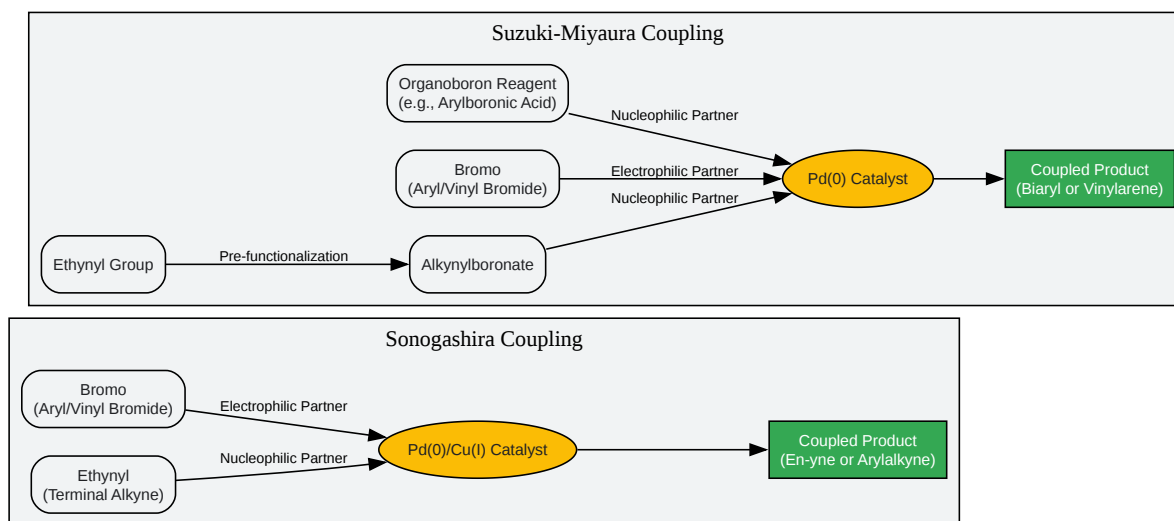 Suzuki-Miyaura Coupling
Organoboron Reagent
(e.g., Arylboronic Acid)
Nucleophilic Partner
Bromo
(Aryl/Vinyl Bromide)
Electrophilic Partner
Pd(0) Catalyst
Coupled Product
(Biaryl or Vinylarene)
Nucleophilic Partner
Ethynyl Group
Pre-functionalization
Alkynylboronate
Sonogashira Coupling
Bromo
(Aryl/Vinyl Bromide)
Electrophilic Partner
Pd(0)/Cu(I) Catalyst
Coupled Product
(En-yne or Arylalkyne)
Nucleophilic Partner
Ethynyl
(Terminal Alkyne)